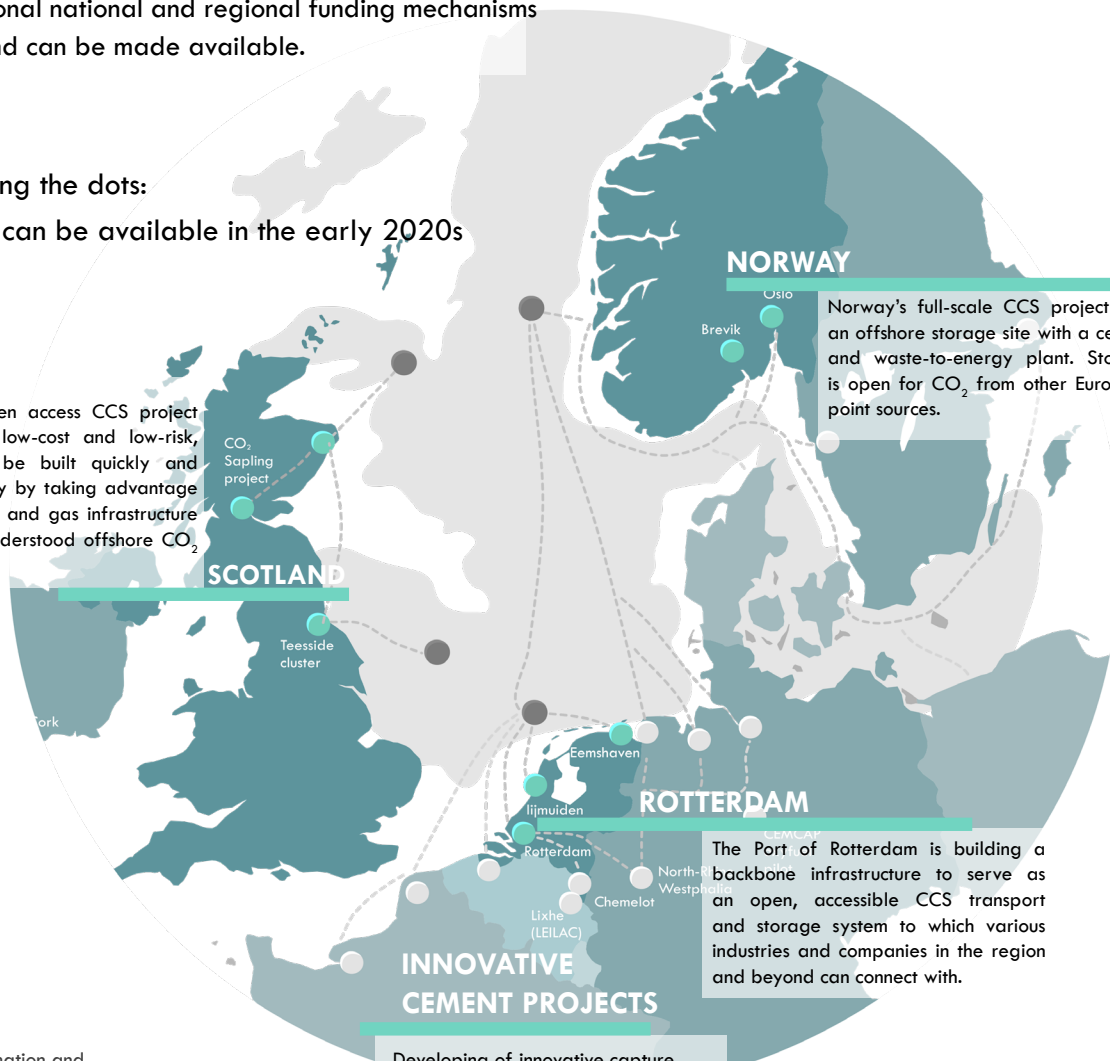 onal national and regional funding mechanisms
nd can be made available.
ng the dots:
can be available in the early 2020s
NORWAY
Oslo
Brevik
Norway's full-scale CCS project
an offshore storage site with a ce
and waste-to-energy plant. Sto
is open for CO2 from other Euro
point sources.
en access CCS project
low-cost and low-risk,
be built quickly and
y by taking advantage
and gas infrastructure
derstood offshore CO2
CO2
Sapling
project
SCOTLAND
Teesside
cluster
Cork
Eemshaven
Iijmuiden
ROTTERDAM
Rotterdam
CEMCAP
The Port of Rotterdam is building a
backbone infrastructure to serve as
an open, accessible CCS transport
and storage system to which various
industries and companies in the region
and beyond can connect with.
North-Rh
Westphalia
Chemelot
Lixhe
(LEILAC)
INNOVATIVE
CEMENT PROJECTS
Developing of innovative capture
mation and